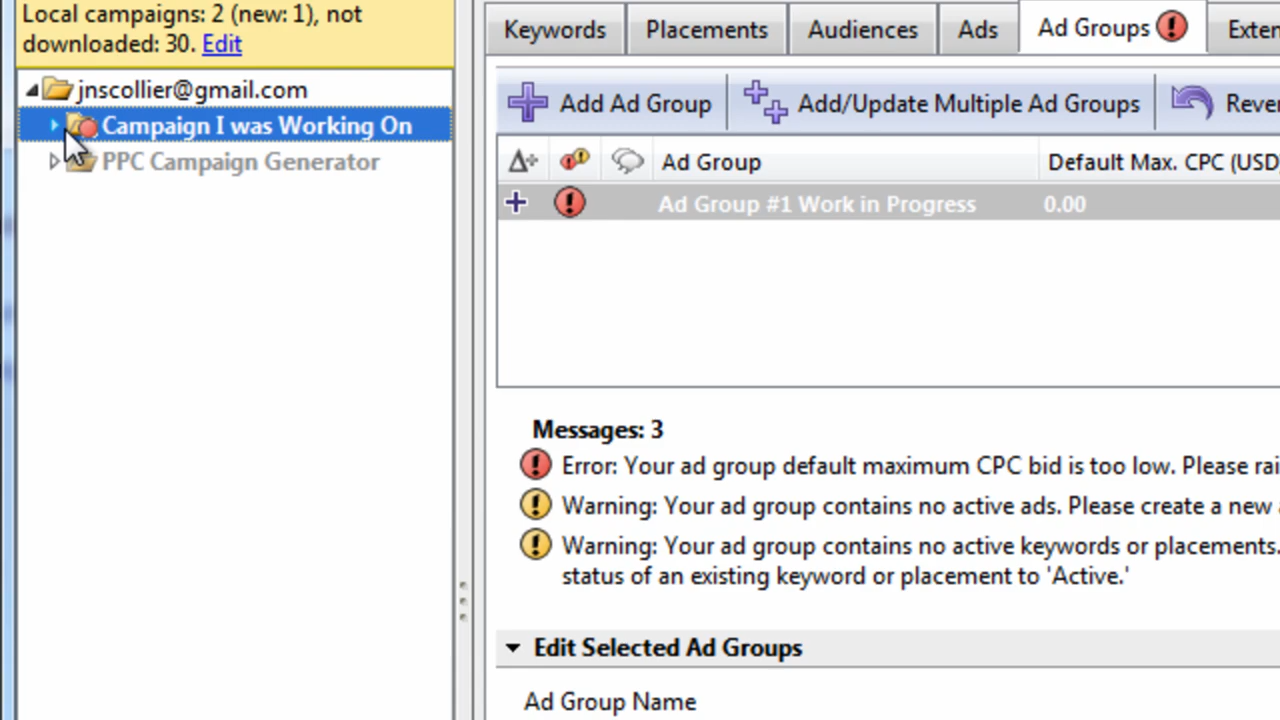 Local campaigns: 2 (new: 1), not
downloaded: 30. Edit
jnscollier@gmail.com
Campaign I was Working On
PPC Campaign Generator
Keywords Placements Audiences Ads Ad Groups Exten
Add Ad Group Add/Update Multiple Ad Groups Rever
Ad Group Default Max. CPC (USD
Ad Group #1 Work in Progress 0.00
Messages: 3
Error: Your ad group default maximum CPC bid is too low. Please rai
Warning: Your ad group contains no active ads. Please create a new a
Warning: Your ad group contains no active keywords or placements.
status of an existing keyword or placement to 'Active.'
Edit Selected Ad Groups
Ad Group Name